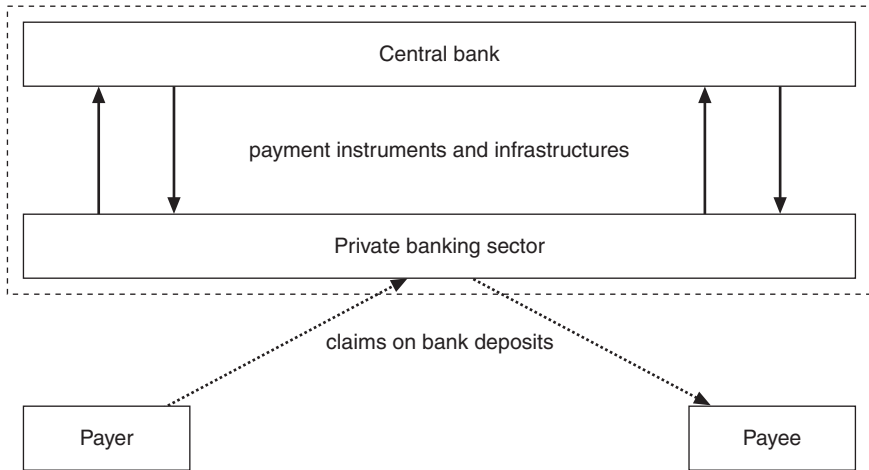 Central bank
payment instruments and infrastructures
Private banking sector
claims on bank deposits
Payer
Payee